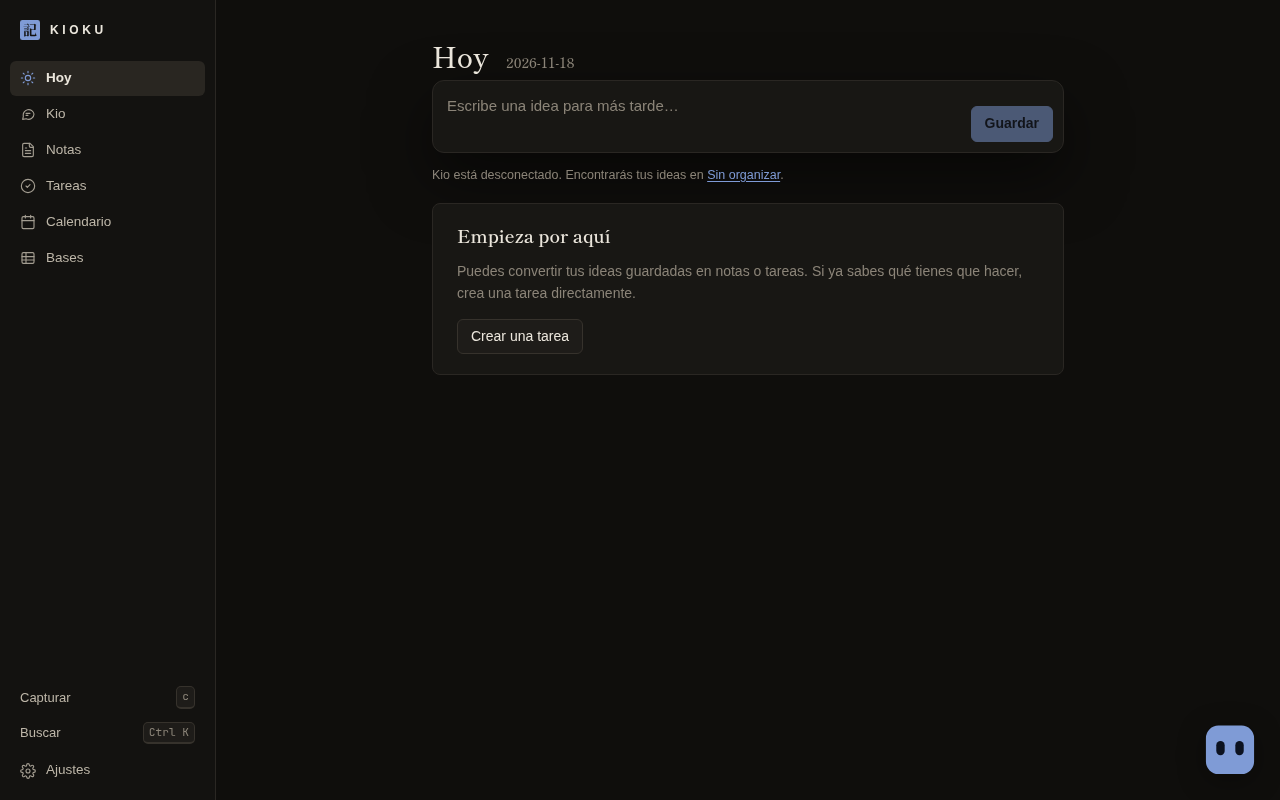 記 KIOKU
Hoy
Kio
Notas
Tareas
Calendario
Bases
Capturar C
Buscar Ctrl K
Ajustes
Hoy 2026-11-18
Escribe una idea para más tarde…
Guardar
Kio está desconectado. Encontrarás tus ideas en Sin organizar.
Empieza por aquí
Puedes convertir tus ideas guardadas en notas o tareas. Si ya sabes qué tienes que hacer,
crea una tarea directamente.
Crear una tarea